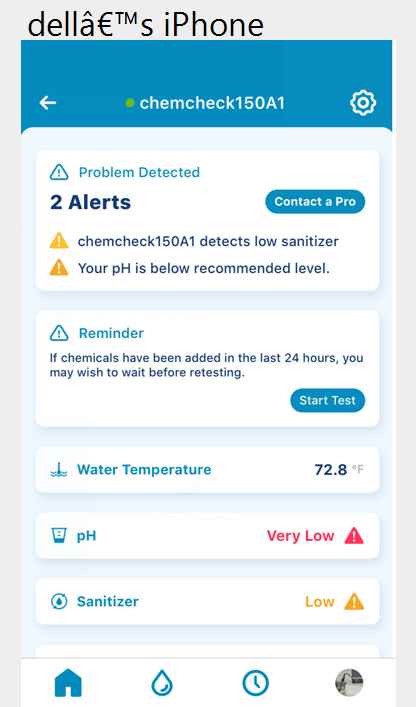 dellâ€™s iPhone
chemcheck150A1
Problem Detected
2 Alerts
Contact a Pro
chemcheck150A1 detects low sanitizer
Your pH is below recommended level.
Reminder
If chemicals have been added in the last 24 hours, you
may wish to wait before retesting.
Start Test
Water Temperature 72.8 °F
pH Very Low
Sanitizer Low